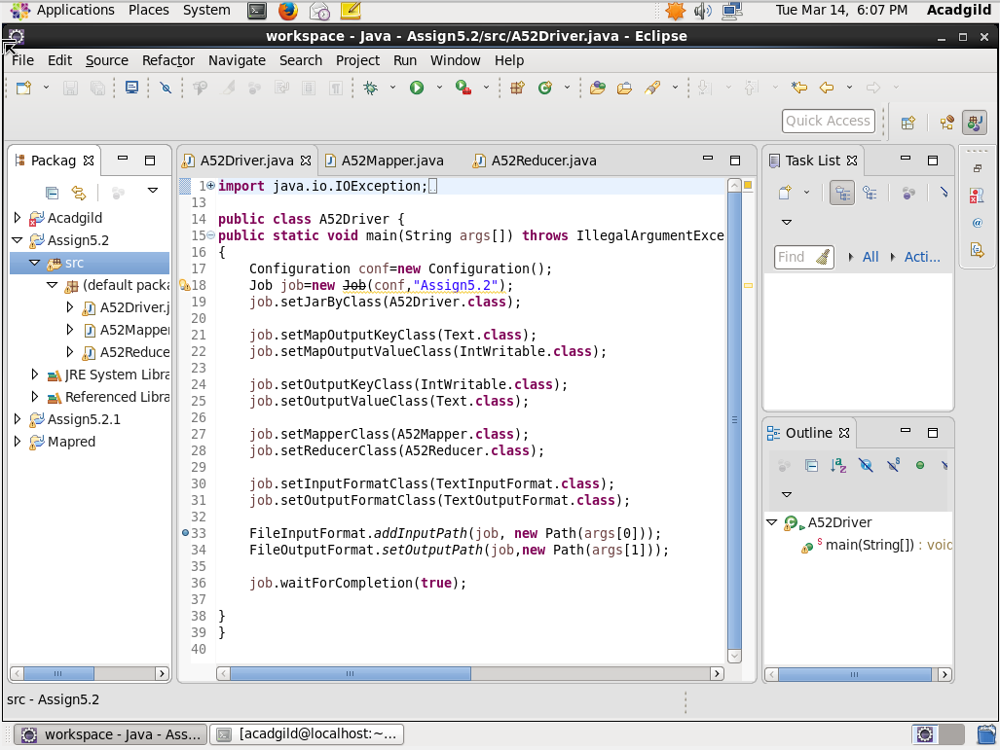 Applications Places System Tue Mar 14, 6:07 PM Acadgild
workspace - Java - Assign5.2/src/A52Driver.java - Eclipse
File Edit Source Refactor Navigate Search Project Run Window Help
Quick Access
Packag
Acadgild
Assign5.2
src
(default packa
A52Driver.j
A52Mapper
A52Reduce
JRE System Libra
Referenced Libra
Assign5.2.1
Mapred
A52Driver.java A52Mapper.java A52Reducer.java
1 import java.io.IOException;
13
14 public class A52Driver {
15 public static void main(String args[]) throws IllegalArgumentExce
16 {
17 Configuration conf=new Configuration();
18 Job job=new Job(conf,"Assign5.2");
19 job.setJarByClass(A52Driver.class);
20
21 job.setMapOutputKeyClass(Text.class);
22 job.setMapOutputValueClass(IntWritable.class);
23
24 job.setOutputKeyClass(IntWritable.class);
25 job.setOutputValueClass(Text.class);
26
27 job.setMapperClass(A52Mapper.class);
28 job.setReducerClass(A52Reducer.class);
29
30 job.setInputFormatClass(TextInputFormat.class);
31 job.setOutputFormatClass(TextOutputFormat.class);
32
33 FileInputFormat.addInputPath(job, new Path(args[0]));
34 FileOutputFormat.setOutputPath(job,new Path(args[1]));
35
36 job.waitForCompletion(true);
37
38 }
39 }
40
Task List
Find All Acti...
Outline
A52Driver
main(String[]) : void
src - Assign5.2
workspace - Java - Ass... [acadgild@localhost:~...